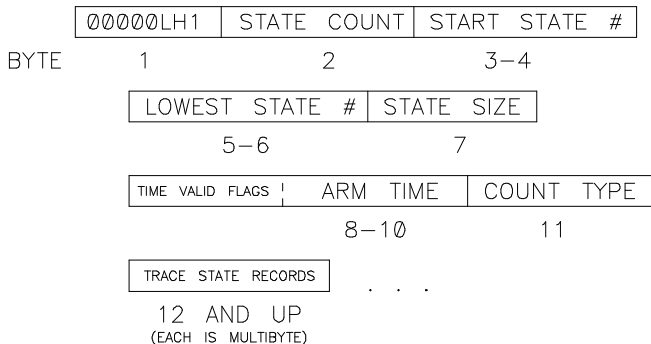 00000LH1 STATE COUNT START STATE #
BYTE 1 2 3-4
LOWEST STATE # STATE SIZE
5-6 7
TIME VALID FLAGS ARM TIME COUNT TYPE
8-10 11
TRACE STATE RECORDS . . .
12 AND UP
(EACH IS MULTIBYTE)